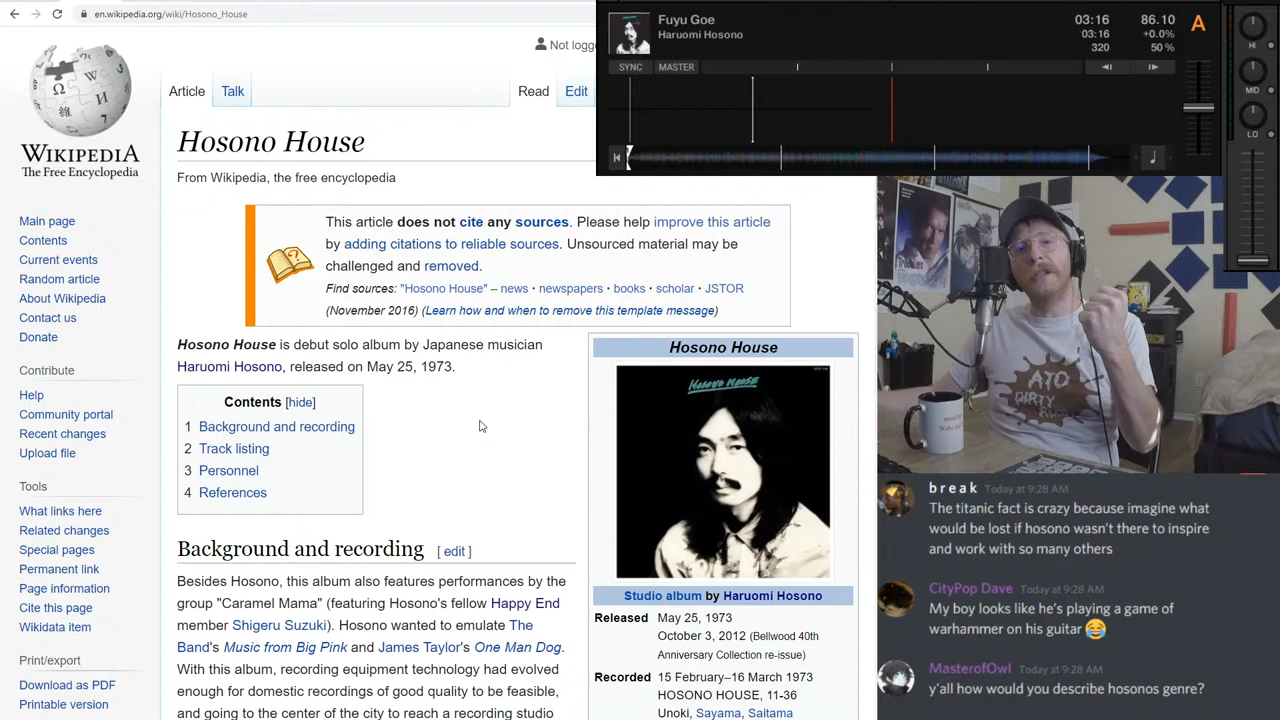 en.wikipedia.org/wiki/Hosono_House
WIKIPEDIA
The Free Encyclopedia
Main page
Contents
Current events
Random article
About Wikipedia
Contact us
Donate
Contribute
Help
Community portal
Recent changes
Upload file
Tools
What links here
Related changes
Special pages
Permanent link
Page information
Cite this page
Wikidata item
Print/export
Download as PDF
Printable version
Not logge
Article
Talk
Read
Edit
Hosono House
From Wikipedia, the free encyclopedia
This article does not cite any sources. Please help improve this article
by adding citations to reliable sources. Unsourced material may be
challenged and removed.
Find sources: "Hosono House" – news · newspapers · books · scholar · JSTOR
(November 2016) (Learn how and when to remove this template message)
Hosono House is debut solo album by Japanese musician
Haruomi Hosono, released on May 25, 1973.
Contents [hide]
1 Background and recording
2 Track listing
3 Personnel
4 References
Background and recording [ edit ]
Besides Hosono, this album also features performances by the
group "Caramel Mama" (featuring Hosono's fellow Happy End
member Shigeru Suzuki). Hosono wanted to emulate The
Band's Music from Big Pink and James Taylor's One Man Dog.
With this album, recording equipment technology had evolved
enough for domestic recordings of good quality to be feasible,
and going to the center of the city to reach a recording studio
Hosono House
HOSONO HOUSE
Studio album by Haruomi Hosono
Released May 25, 1973
October 3, 2012 (Bellwood 40th
Anniversary Collection re-issue)
Recorded 15 February–16 March 1973
HOSONO HOUSE, 11-36
Unoki, Sayama, Saitama
Fuyu Goe
Haruomi Hosono
03:16
03:16
320
86.10
+0.0%
50 %
A
SYNC
MASTER
HI
MID
LO
ATO
DIRTY
break Today at 9:28 AM
The titanic fact is crazy because imagine what
would be lost if hosono wasn't there to inspire
and work with so many others
CityPop Dave Today at 9:28 AM
My boy looks like he's playing a game of
warhammer on his guitar 😂
MasterofOwl Today at 9:28 AM
y'all how would you describe hosonos genre?